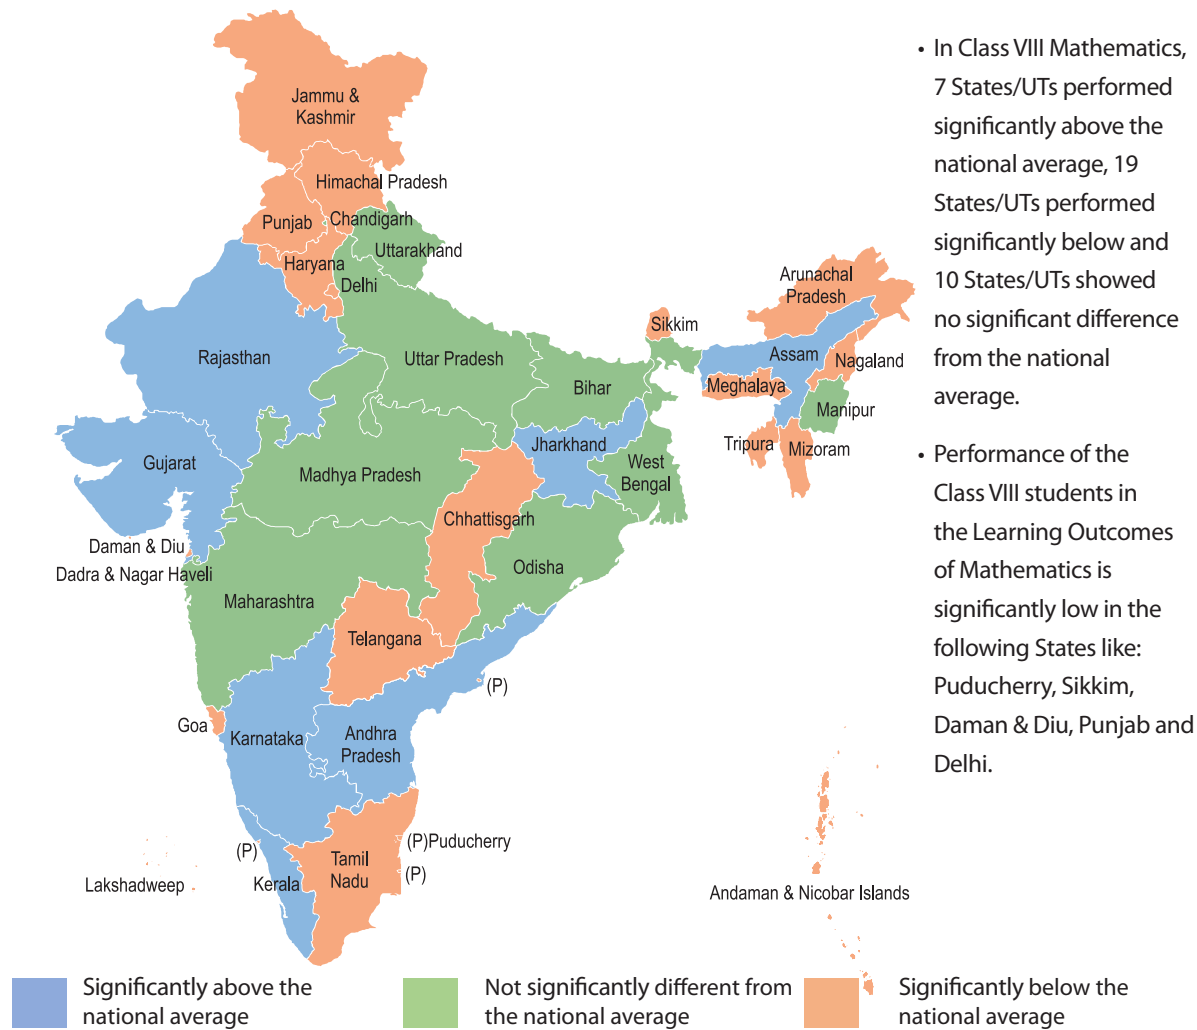 Jammu &
Kashmir
Himachal Pradesh
Punjab
Chandigarh
Uttarakhand
Haryana
Delhi
Rajasthan
Uttar Pradesh
Bihar
Sikkim
Arunachal
Pradesh
Assam
Nagaland
Meghalaya
Manipur
Tripura
Mizoram
Gujarat
Madhya Pradesh
Jharkhand
West
Bengal
Chhattisgarh
Daman & Diu
Dadra & Nagar Haveli
Odisha
Maharashtra
Telangana
(P)
Goa
Karnataka
Andhra
Pradesh
(P)Puducherry
(P)
Tamil
Nadu
(P)
Kerala
Lakshadweep
Andaman & Nicobar Islands
• In Class VIII Mathematics,
7 States/UTs performed
significantly above the
national average, 19
States/UTs performed
significantly below and
10 States/UTs showed
no significant difference
from the national
average.
• Performance of the
Class VIII students in
the Learning Outcomes
of Mathematics is
significantly low in the
following States like:
Puducherry, Sikkim,
Daman & Diu, Punjab and
Delhi.
Significantly above the
national average
Not significantly different from
the national average
Significantly below the
national average